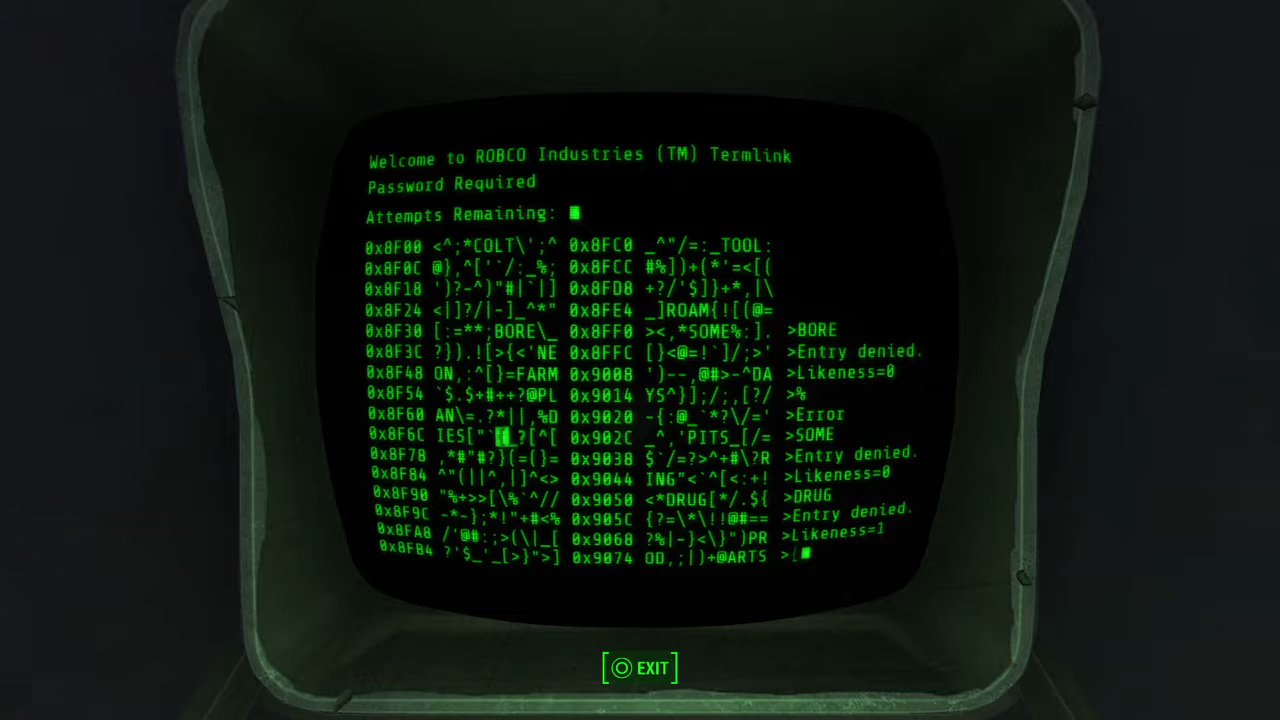 Welcome to ROBCO Industries (TM) Termlink
Password Required
Attempts Remaining: ■
0x8F00 <^;*COLT\';^ 0x8FC0 _^"/=:_TOOL:
0x8F0C @},^['`/:_%; 0x8FCC #%])+(*'=<[(
0x8F18 ')?-^)"#|`|] 0x8FD8 +?/'$]}+*,|\
0x8F24 <|]?/|-]_^*" 0x8FE4 _]ROAM{![(@=
0x8F30 [:=**;BORE\_ 0x8FF0 ><,*SOME%:]. >BORE
0x8F3C ?}).![>{<'NE 0x8FFC [}<@=!`]/;>' >Entry denied.
0x8F48 ON,:^[}=FARM 0x9008 ')--,@#>-^DA >Likeness=0
0x8F54 `$.$+#++?@PL 0x9014 YS^}];/;,[?/ >%
0x8F60 AN\=.?*||,%D 0x9020 -{:@_`*?\/=' >Error
0x8F6C IES["`[@_?[^[ 0x902C _^,'PITS_[/= >SOME
0x8F78 ,*#"#?}(={}= 0x9038 $`/=?>^+#\?R >Entry denied.
0x8F84 ^"(||^,|]^<> 0x9044 ING"<`^[<:+! >Likeness=0
0x8F90 "%+>>[\%`^// 0x9050 <*DRUG[*/.${ >DRUG
0x8F9C -*-};*!"+#<% 0x905C {?=\*\!!@#== >Entry denied.
0x8FA8 /'@#:;>(\|_[ 0x9068 ?%|-}<\}")PR >Likeness=1
0x8FB4 ?'$_'_[>}">] 0x9074 OD,;|)+@ARTS >[■
EXIT